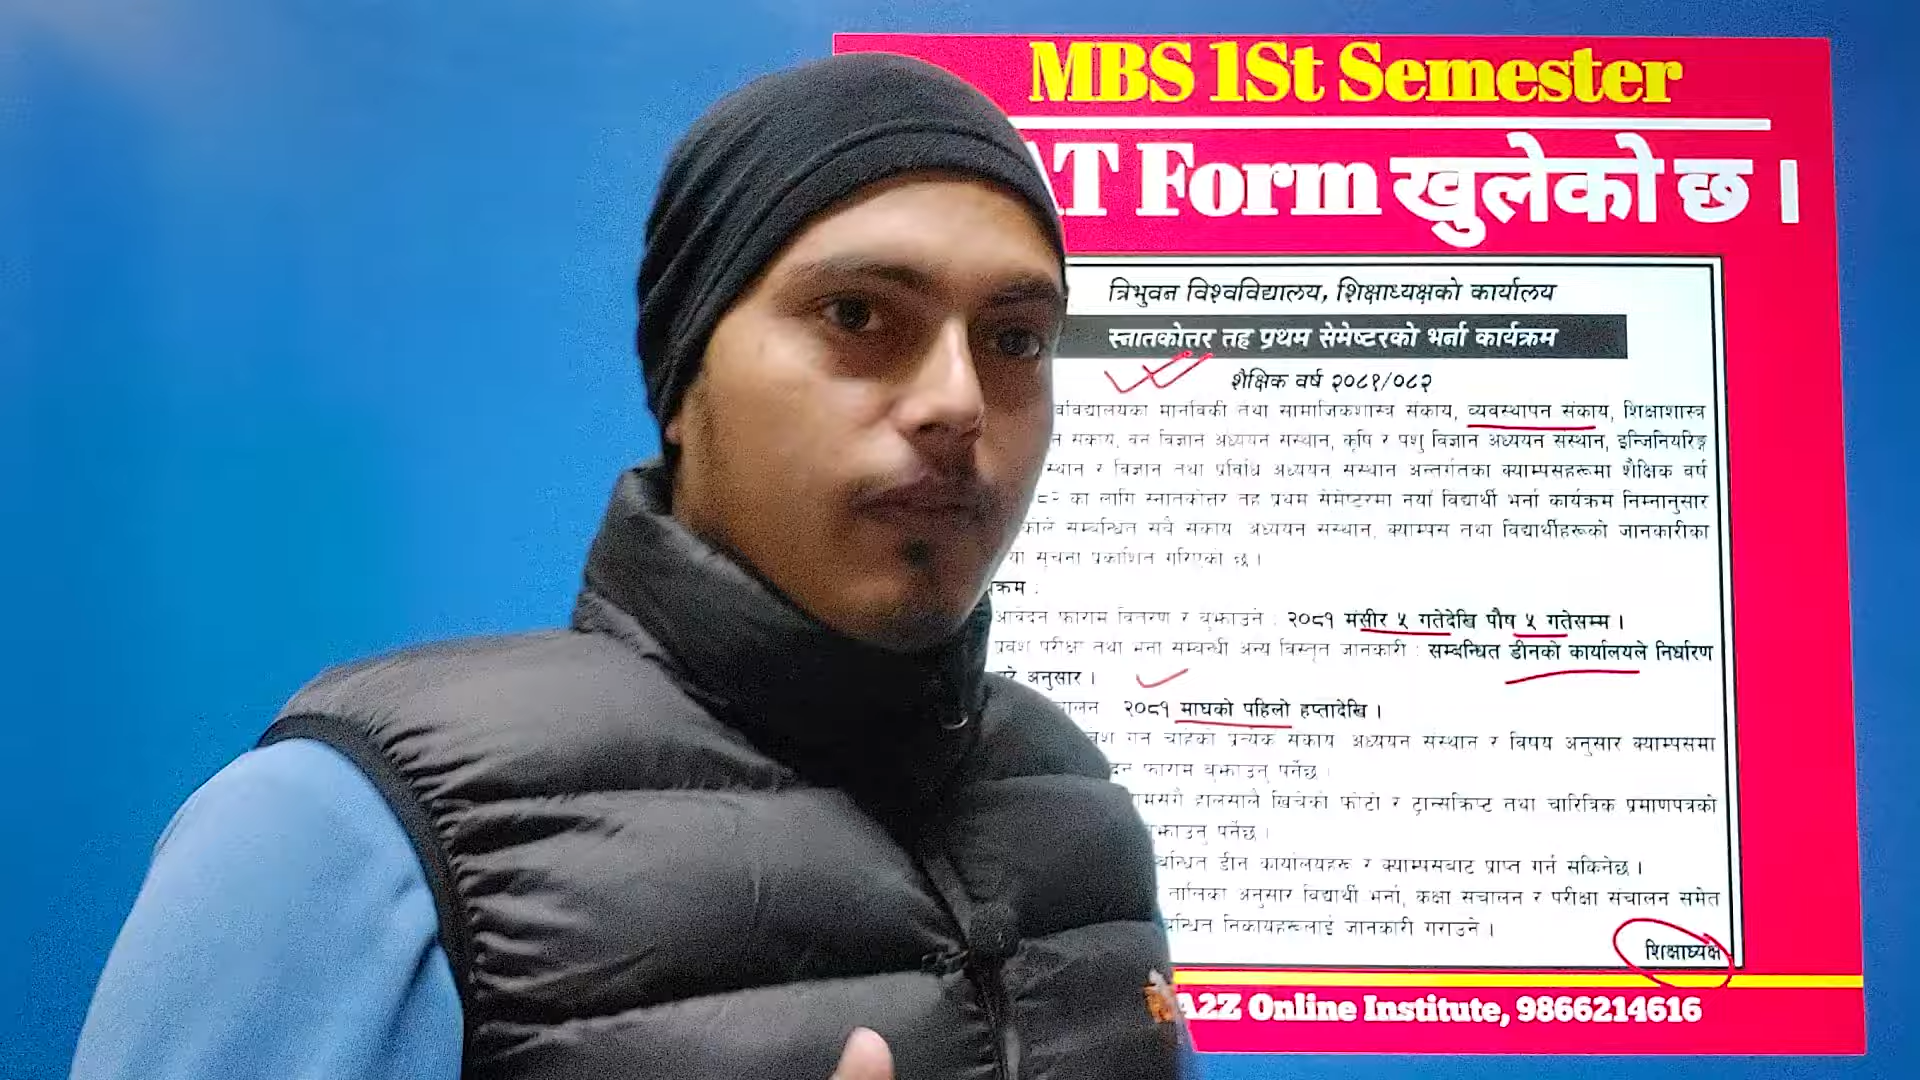 MBS 1St Semester
AT Form खुलेको छ ।
त्रिभुवन विश्वविद्यालय, शिक्षाध्यक्षको कार्यालय
स्नातकोत्तर तह प्रथम सेमेष्टरको भर्ना कार्यक्रम
शैक्षिक वर्ष २०८१/०८२
मानविकी तथा सामाजिकशास्त्र संकाय, व्यवस्थापन संकाय, शिक्षाशास्त्र
संकाय, वन विज्ञान अध्ययन संस्थान, कृषि र पशु विज्ञान अध्ययन संस्थान, इन्जिनियरिङ्ग
र विज्ञान तथा प्रविधि अध्ययन संस्थान अन्तर्गतका क्याम्पसहरूमा शैक्षिक वर्ष
का लागि स्नातकोत्तर तह प्रथम सेमेष्टरमा नयाँ विद्यार्थी भर्ना कार्यक्रम निम्नानुसार
सम्बन्धित सबै संकाय अध्ययन संस्थान, क्याम्पस तथा विद्यार्थीहरूको जानकारीका
सूचना प्रकाशित गरिएको छ ।
आवेदन फाराम वितरण र बुझाउने : २०८१ मंसीर ५ गतेदेखि पौष ५ गतेसम्म ।
प्रवेश परीक्षा तथा भर्ना सम्बन्धी अन्य विस्तृत जानकारी : सम्बन्धित डीनको कार्यालयले निर्धारण
अनुसार ।
२०८१ माघको पहिलो हप्तादेखि ।
गर्न चाहेको प्रत्येक संकाय अध्ययन संस्थान र विषय अनुसार क्याम्पसमा
फाराम बुझाउनु पर्नेछ ।
हालसालै खिचेको फोटो र ट्रान्सक्रिप्ट तथा चारित्रिक प्रमाणपत्रको
पर्नेछ ।
डीन कार्यालयहरू र क्याम्पसबाट प्राप्त गर्न सकिनेछ ।
तालिका अनुसार विद्यार्थी भर्ना, कक्षा संचालन र परीक्षा संचालन समेत
निकायहरूलाई जानकारी गराउने ।
शिक्षाध्यक्ष
A2Z Online Institute, 9866214616